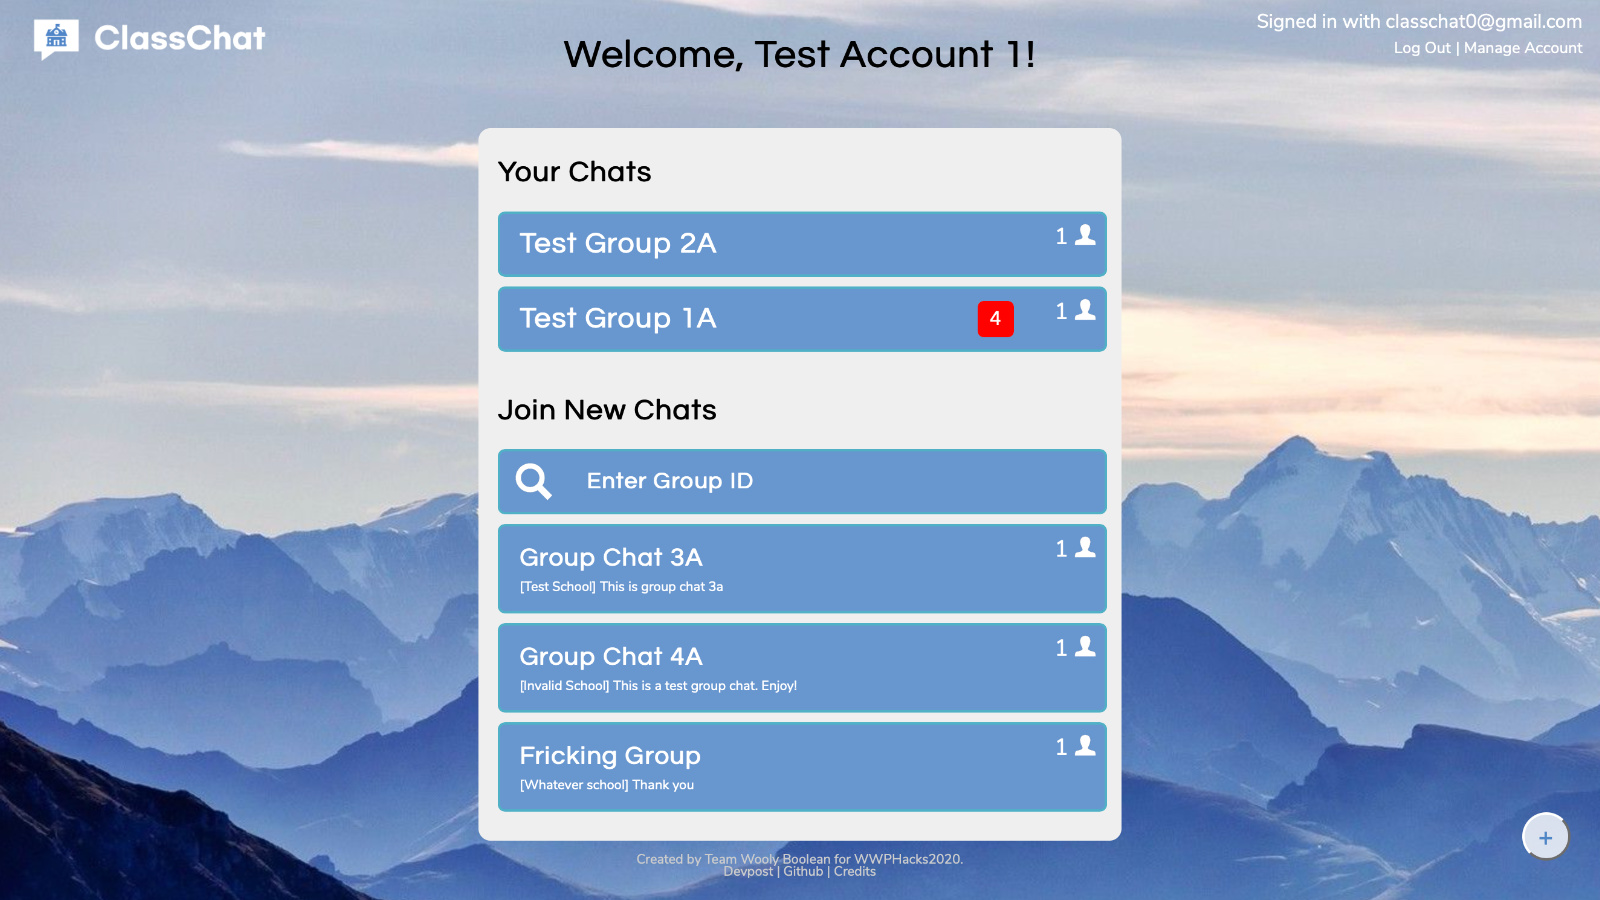 ClassChat
Signed in with classchat0@gmail.com
Log Out | Manage Account
Welcome, Test Account 1!
Your Chats
Test Group 2A
1
Test Group 1A
4
1
Join New Chats
Enter Group ID
Group Chat 3A
1
[Test School] This is group chat 3a
Group Chat 4A
1
[Invalid School] This is a test group chat. Enjoy!
Fricking Group
1
[Whatever school] Thank you
+
Created by Team Wooly Boolean for WWPHacks2020.
Devpost | Github | Credits